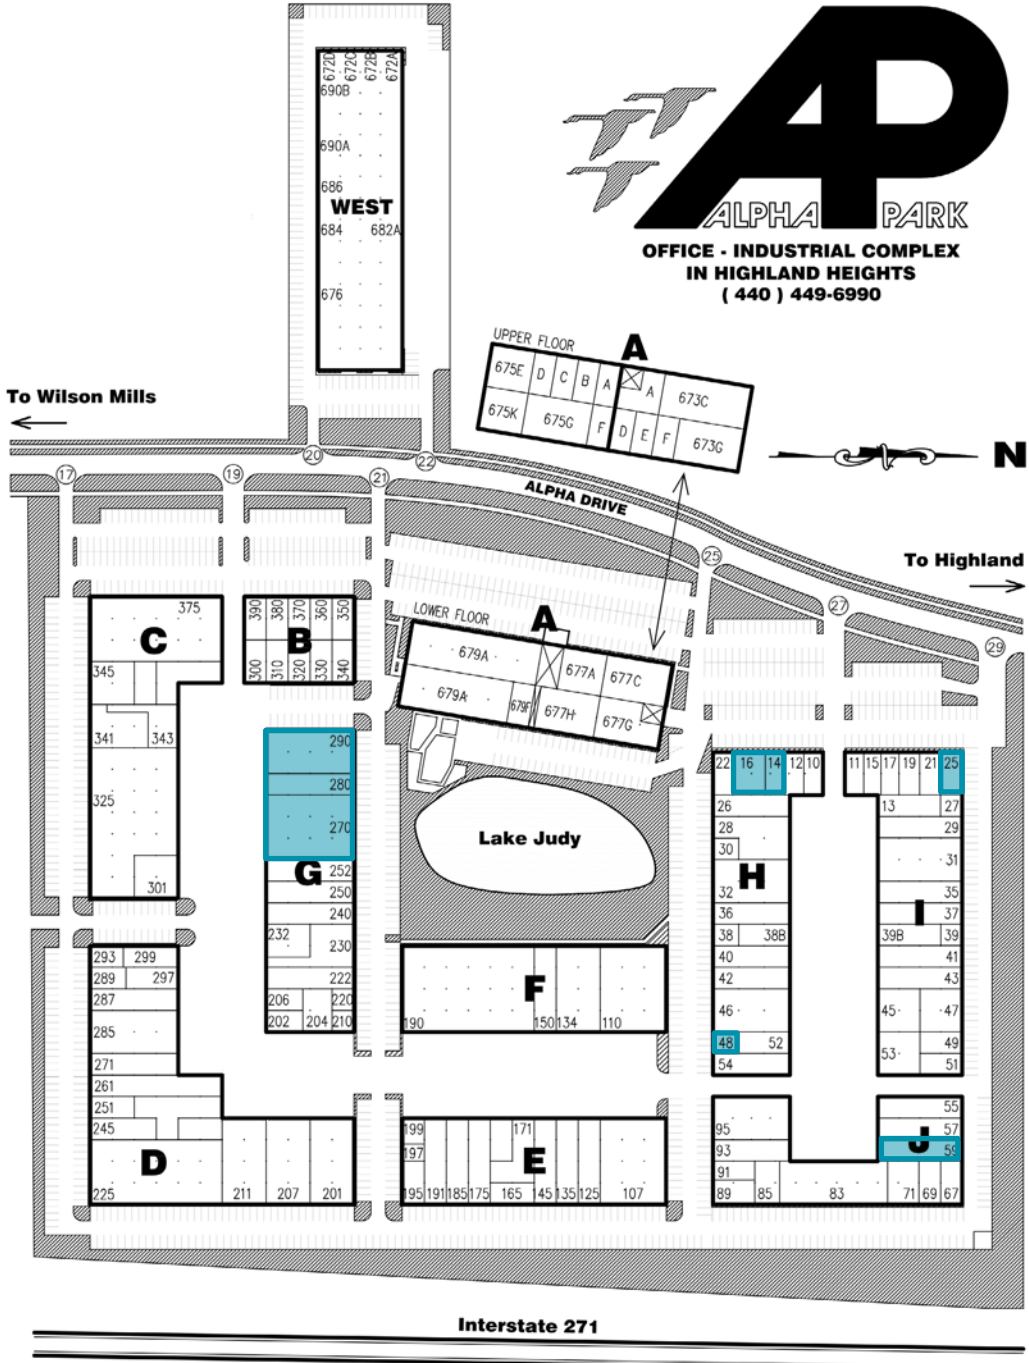 672D 672C 672B 672A
690B
690A
686
WEST
684 682A
676
AP
ALPHA PARK
OFFICE - INDUSTRIAL COMPLEX
IN HIGHLAND HEIGHTS
( 440 ) 449-6990
UPPER FLOOR
A
675E D C B A A 673C
675K 675G F D E F 673G
To Wilson Mills
N
17 19 20 21 22
ALPHA DRIVE
25
27
29
To Highland
LOWER FLOOR
A
679A 677A 677C
679A 679F 677H 677G
375
C
345
341 343
325
301
390 380 370 360 350
B
300 310 320 330 340
290
280
270
G
252
250
240
232
230
222
206 220
202 204 210
Lake Judy
22 16 14 12 10
26
28
30
H
32
36
38 38B
40
42
46
48 52
54
11 15 17 19 21 25
13 27
29
31
35
I
37
39B 39
41
43
45 47
49
53
51
293 299
289 297
287
285
271
261
251
245
D
225 211 207 201
F
190 150 134 110
199 171
197
E
195 191 185 175 165 145 135 125 107
55
95 57
J
93 59
91
89 85 83 71 69 67
Interstate 271